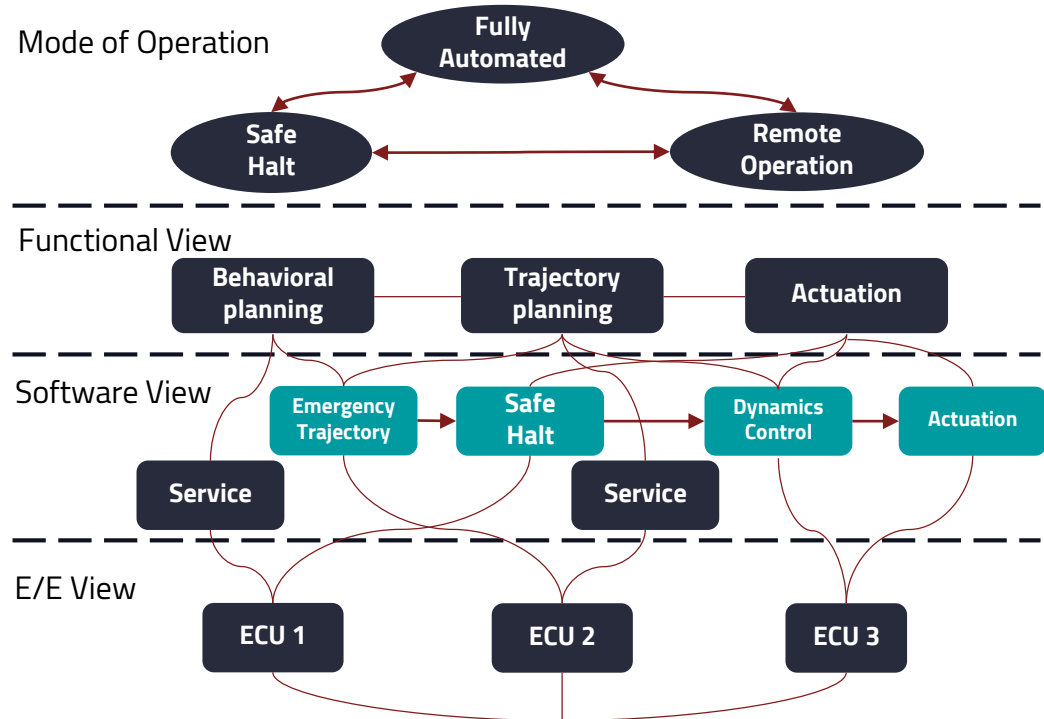 Mode of Operation
Fully
Automated
Safe
Halt
Remote
Operation
Functional View
Behavioral
planning
Trajectory
planning
Actuation
Software View
Emergency
Trajectory
Safe
Halt
Dynamics
Control
Actuation
Service
Service
E/E View
ECU 1
ECU 2
ECU 3